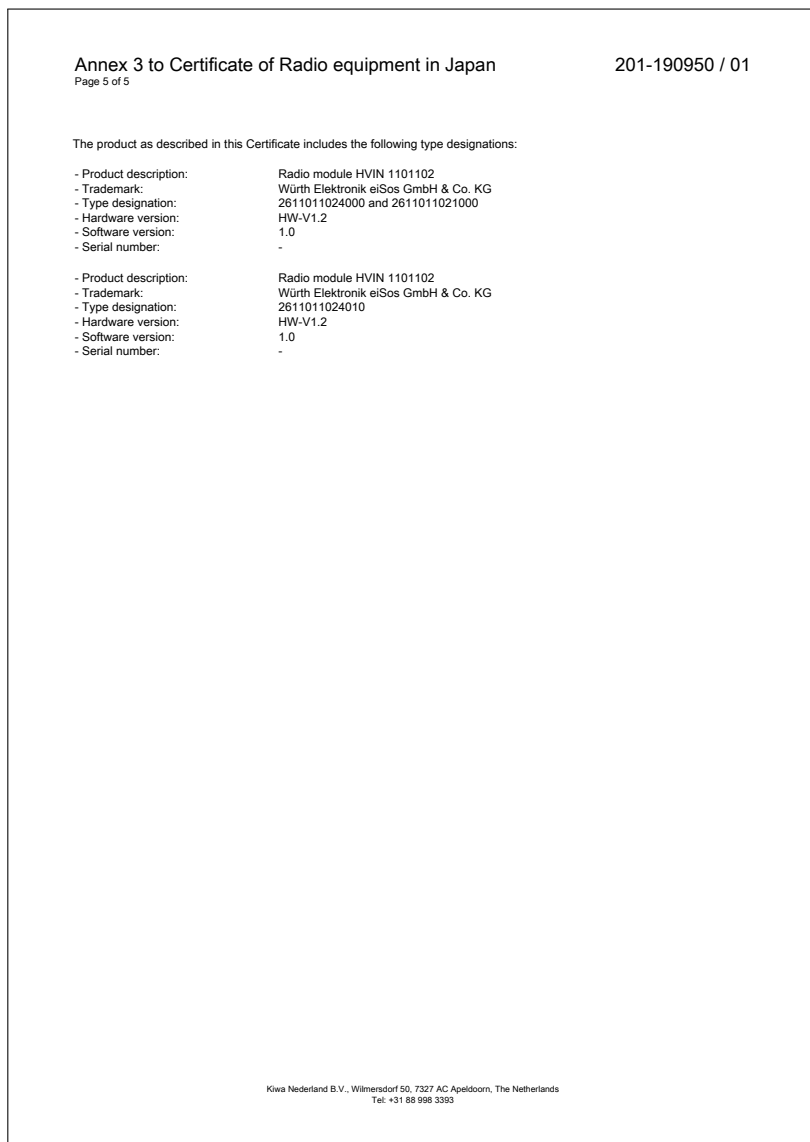 Annex 3 to Certificate of Radio equipment in Japan 201-190950 / 01
Page 5 of 5
The product as described in this Certificate includes the following type designations:
- Product description: Radio module HVIN 1101102
- Trademark: Würth Elektronik eiSos GmbH & Co. KG
- Type designation: 2611011024000 and 2611011021000
- Hardware version: HW-V1.2
- Software version: 1.0
- Serial number: -
- Product description: Radio module HVIN 1101102
- Trademark: Würth Elektronik eiSos GmbH & Co. KG
- Type designation: 2611011024010
- Hardware version: HW-V1.2
- Software version: 1.0
- Serial number: -
Kiwa Nederland B.V., Wilmersdorf 50, 7327 AC Apeldoorn, The Netherlands
Tel: +31 88 998 3393